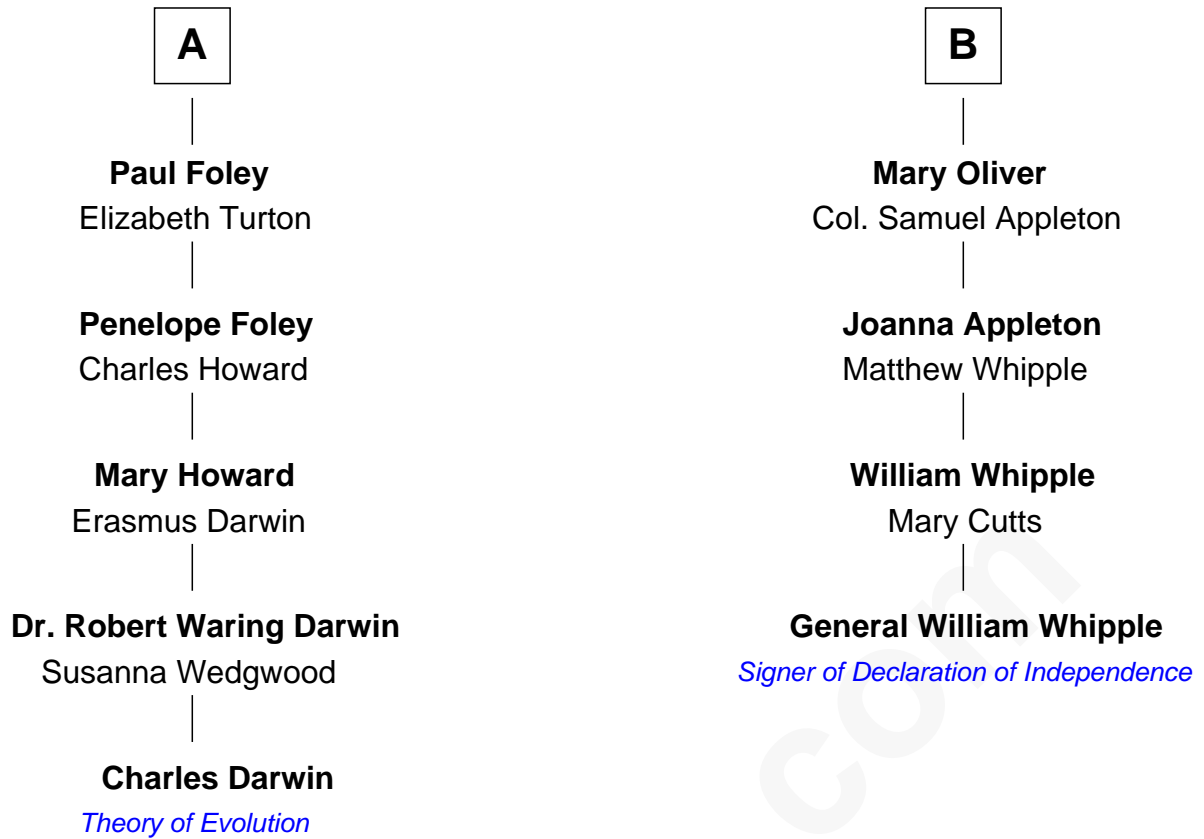 A
Paul Foley
Elizabeth Turton
Penelope Foley
Charles Howard
Mary Howard
Erasmus Darwin
Dr. Robert Waring Darwin
Susanna Wedgwood
Charles Darwin
Theory of Evolution
B
Mary Oliver
Col. Samuel Appleton
Joanna Appleton
Matthew Whipple
William Whipple
Mary Cutts
General William Whipple
Signer of Declaration of Independence
com